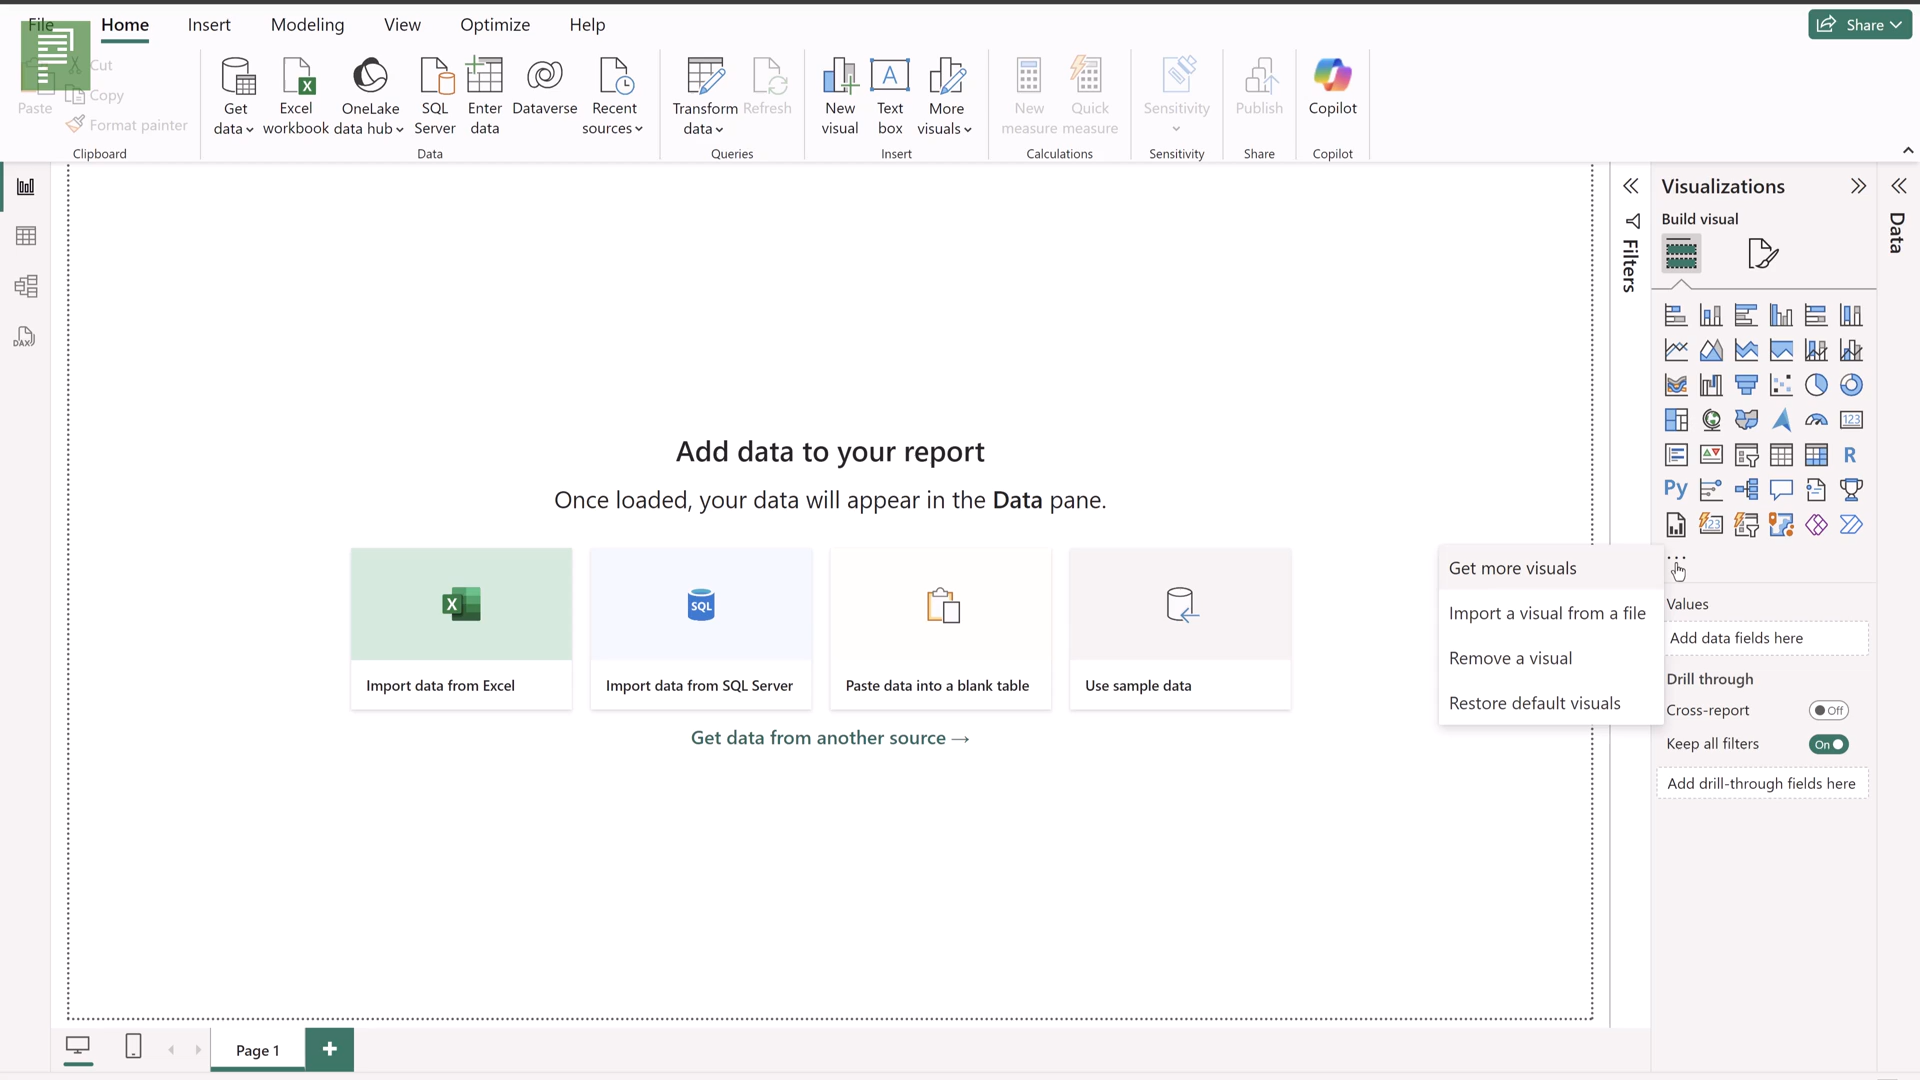 File
Home
Insert
Modeling
View
Optimize
Help
Share
Paste
Cut
Copy
Format painter
Clipboard
Get data
Excel workbook
OneLake data hub
SQL Server
Enter data
Dataverse
Recent sources
Data
Transform data
Refresh
Queries
New visual
Text box
A
More visuals
Insert
New measure
Quick measure
Calculations
Sensitivity
Sensitivity
Publish
Share
Copilot
Copilot
DAX
Add data to your report
Once loaded, your data will appear in the Data pane.
SQL
Import data from Excel
Import data from SQL Server
Paste data into a blank table
Use sample data
Get data from another source →
Filters
Visualizations
Build visual
Data
123
R
Py
123
...
Get more visuals
Import a visual from a file
Remove a visual
Restore default visuals
Values
Add data fields here
Drill through
Cross-report
Off
Keep all filters
On
Add drill-through fields here
Page 1
+